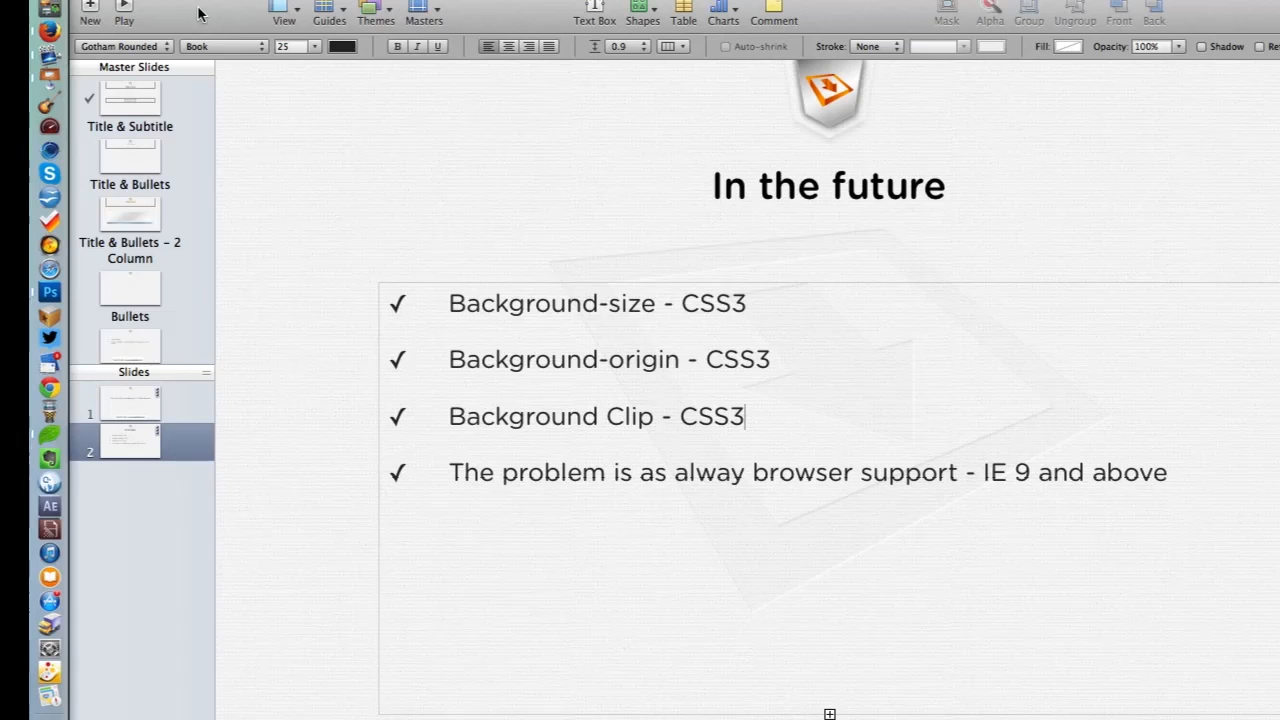 New Play View Guides Themes Masters Text Box Shapes Table Charts Comment Mask Alpha Group Ungroup Front Back
Gotham Rounded Book 25 B I U 0.9 Auto-shrink Stroke: None Fill: Opacity: 100% Shadow
Master Slides
Title & Subtitle
Title & Bullets
Title & Bullets – 2
Column
Bullets
Slides
1
2
S
Ps
AE
In the future
✓ Background-size - CSS3
✓ Background-origin - CSS3
✓ Background Clip - CSS3
✓ The problem is as alway browser support - IE 9 and above